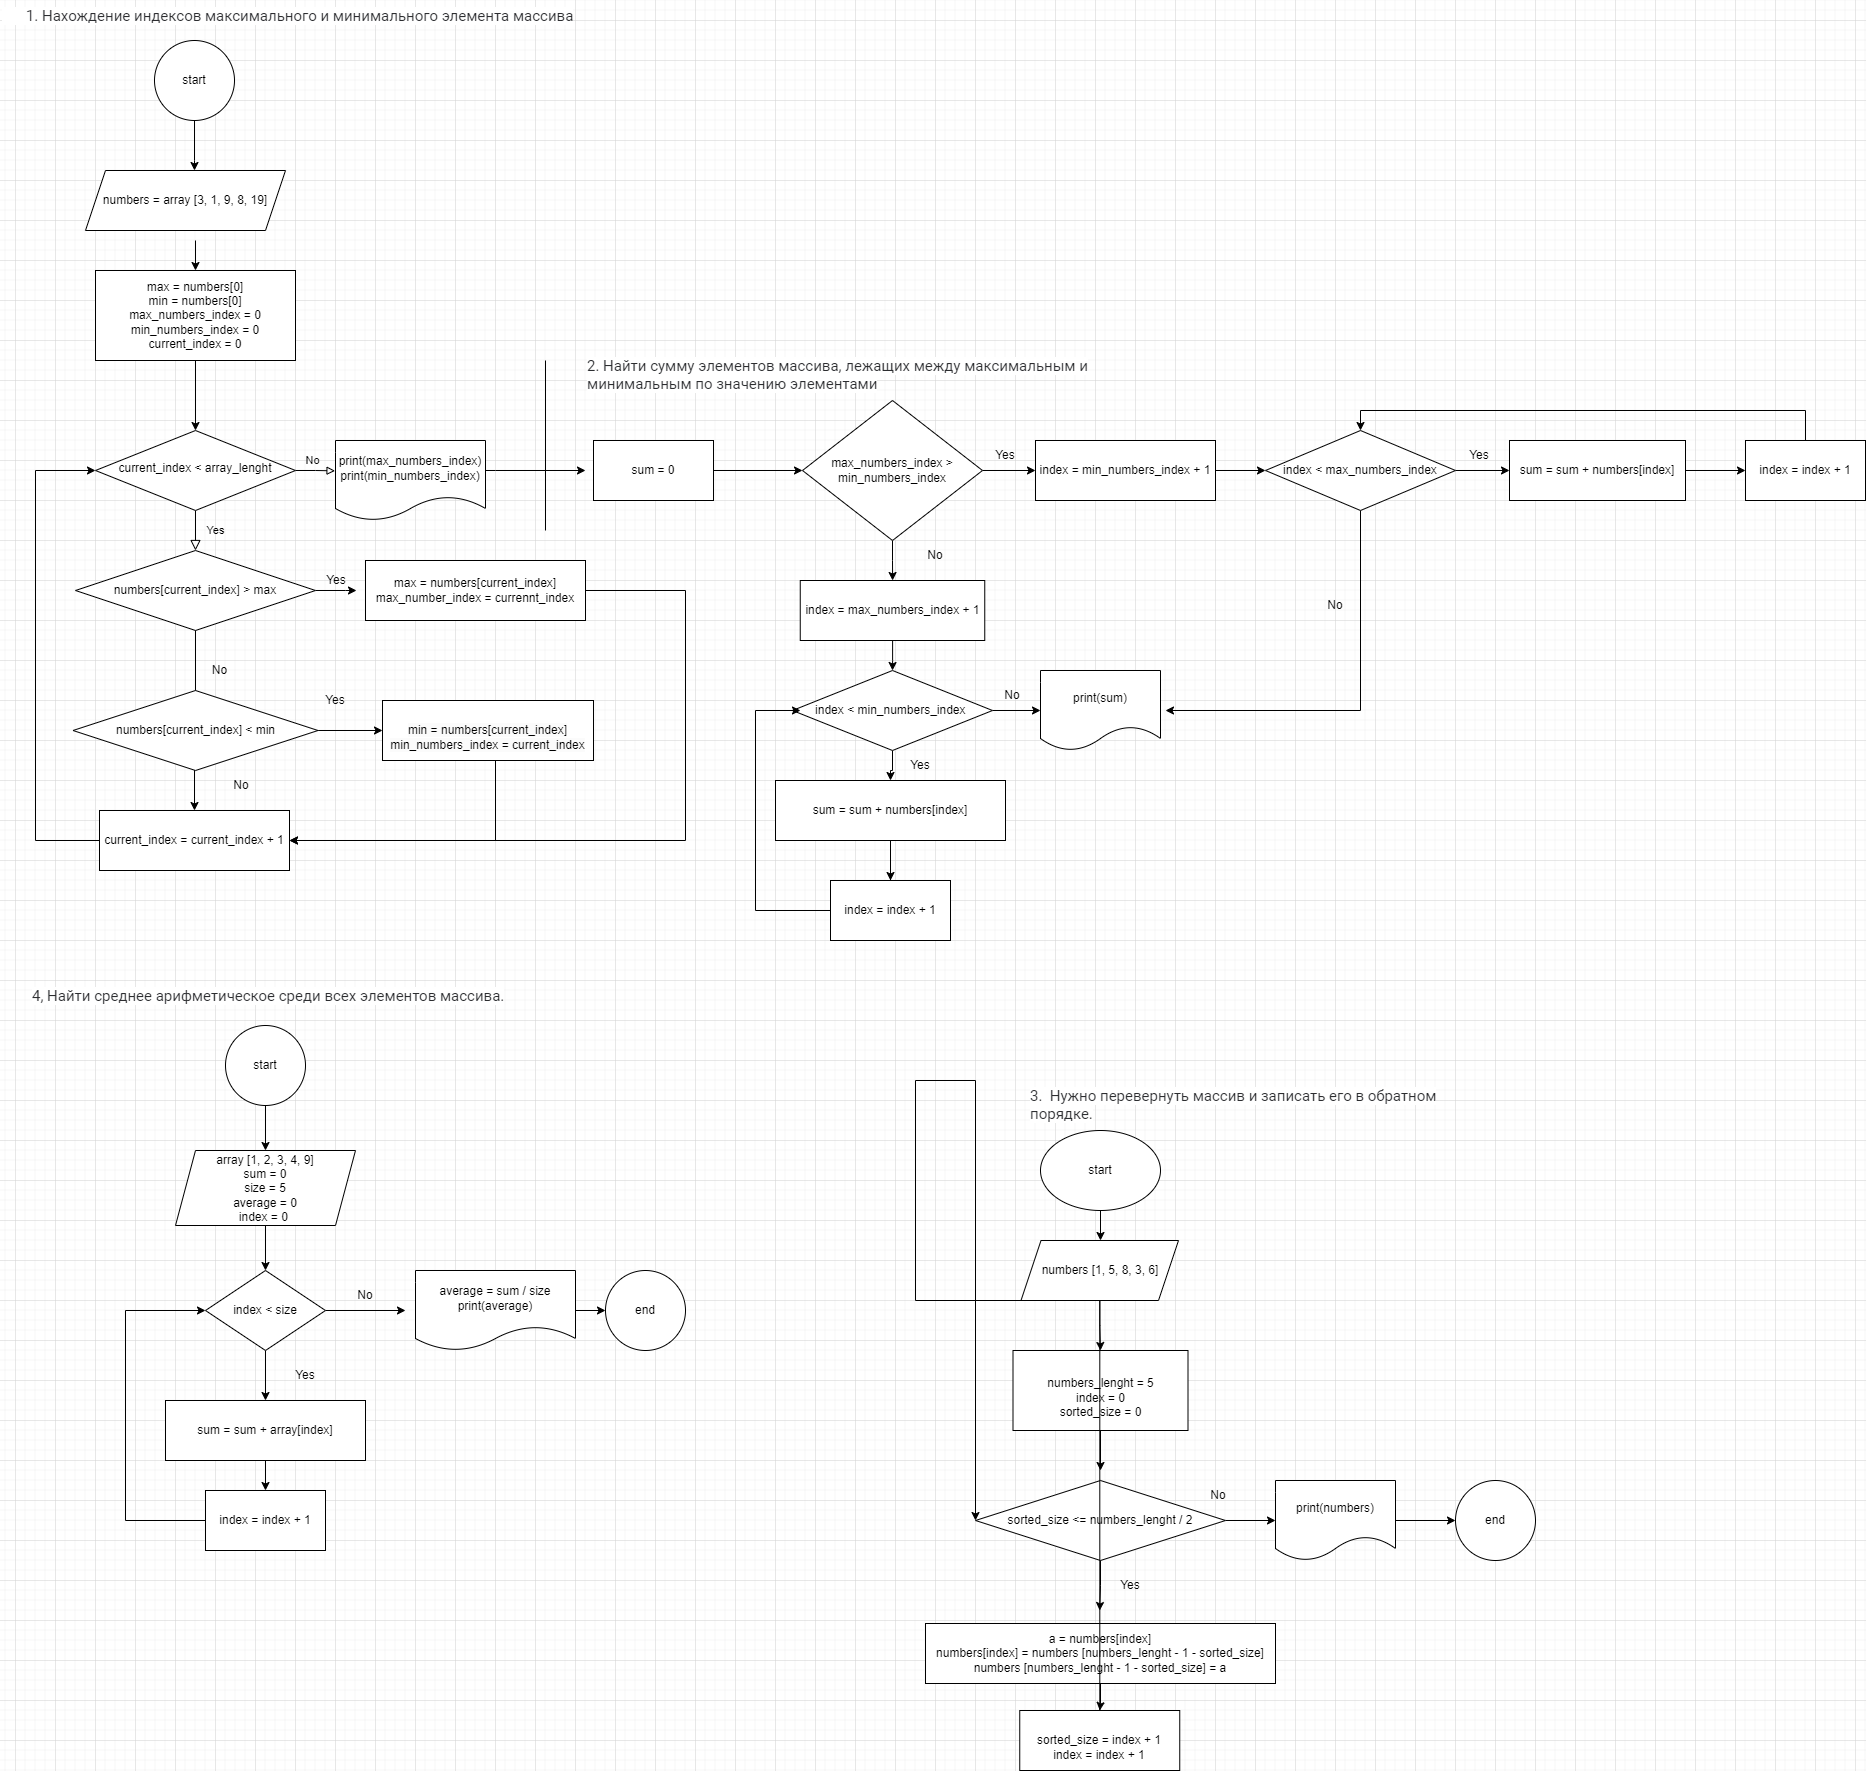 1. Нахождение индексов максимального и минимального элемента массива
start
numbers = array [3, 1, 9, 8, 19]
max = numbers[0]
min = numbers[0]
max_numbers_index = 0
min_numbers_index = 0
current_index = 0
current_index < array_lenght
No
print(max_numbers_index)
print(min_numbers_index)
Yes
numbers[current_index] > max
Yes
max = numbers[current_index]
max_number_index = currennt_index
No
numbers[current_index] < min
Yes
min = numbers[current_index]
min_numbers_index = current_index
No
current_index = current_index + 1
2. Найти сумму элементов массива, лежащих между максимальным и
минимальным по значению элементами
sum = 0
max_numbers_index >
min_numbers_index
Yes
index = min_numbers_index + 1
index < max_numbers_index
Yes
sum = sum + numbers[index]
index = index + 1
No
No
index = max_numbers_index + 1
index < min_numbers_index
No
print(sum)
Yes
sum = sum + numbers[index]
index = index + 1
4, Найти среднее арифметическое среди всех элементов массива.
start
array [1, 2, 3, 4, 9]
sum = 0
size = 5
average = 0
index = 0
index < size
No
average = sum / size
print(average)
end
Yes
sum = sum + array[index]
index = index + 1
3. Нужно перевернуть массив и записать его в обратном
порядке.
start
numbers [1, 5, 8, 3, 6]
numbers_lenght = 5
index = 0
sorted_size = 0
sorted_size <= numbers_lenght / 2
No
print(numbers)
end
Yes
a = numbers[index]
numbers[index] = numbers [numbers_lenght - 1 - sorted_size]
numbers [numbers_lenght - 1 - sorted_size] = a
sorted_size = index + 1
index = index + 1